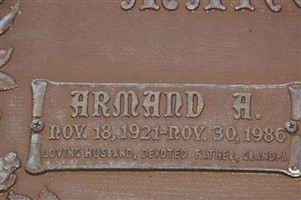 ARMAND A.
NOV. 18, 1921-NOV. 30, 1986
LOVING HUSBAND, DEVOTED FATHER, GRANDPA